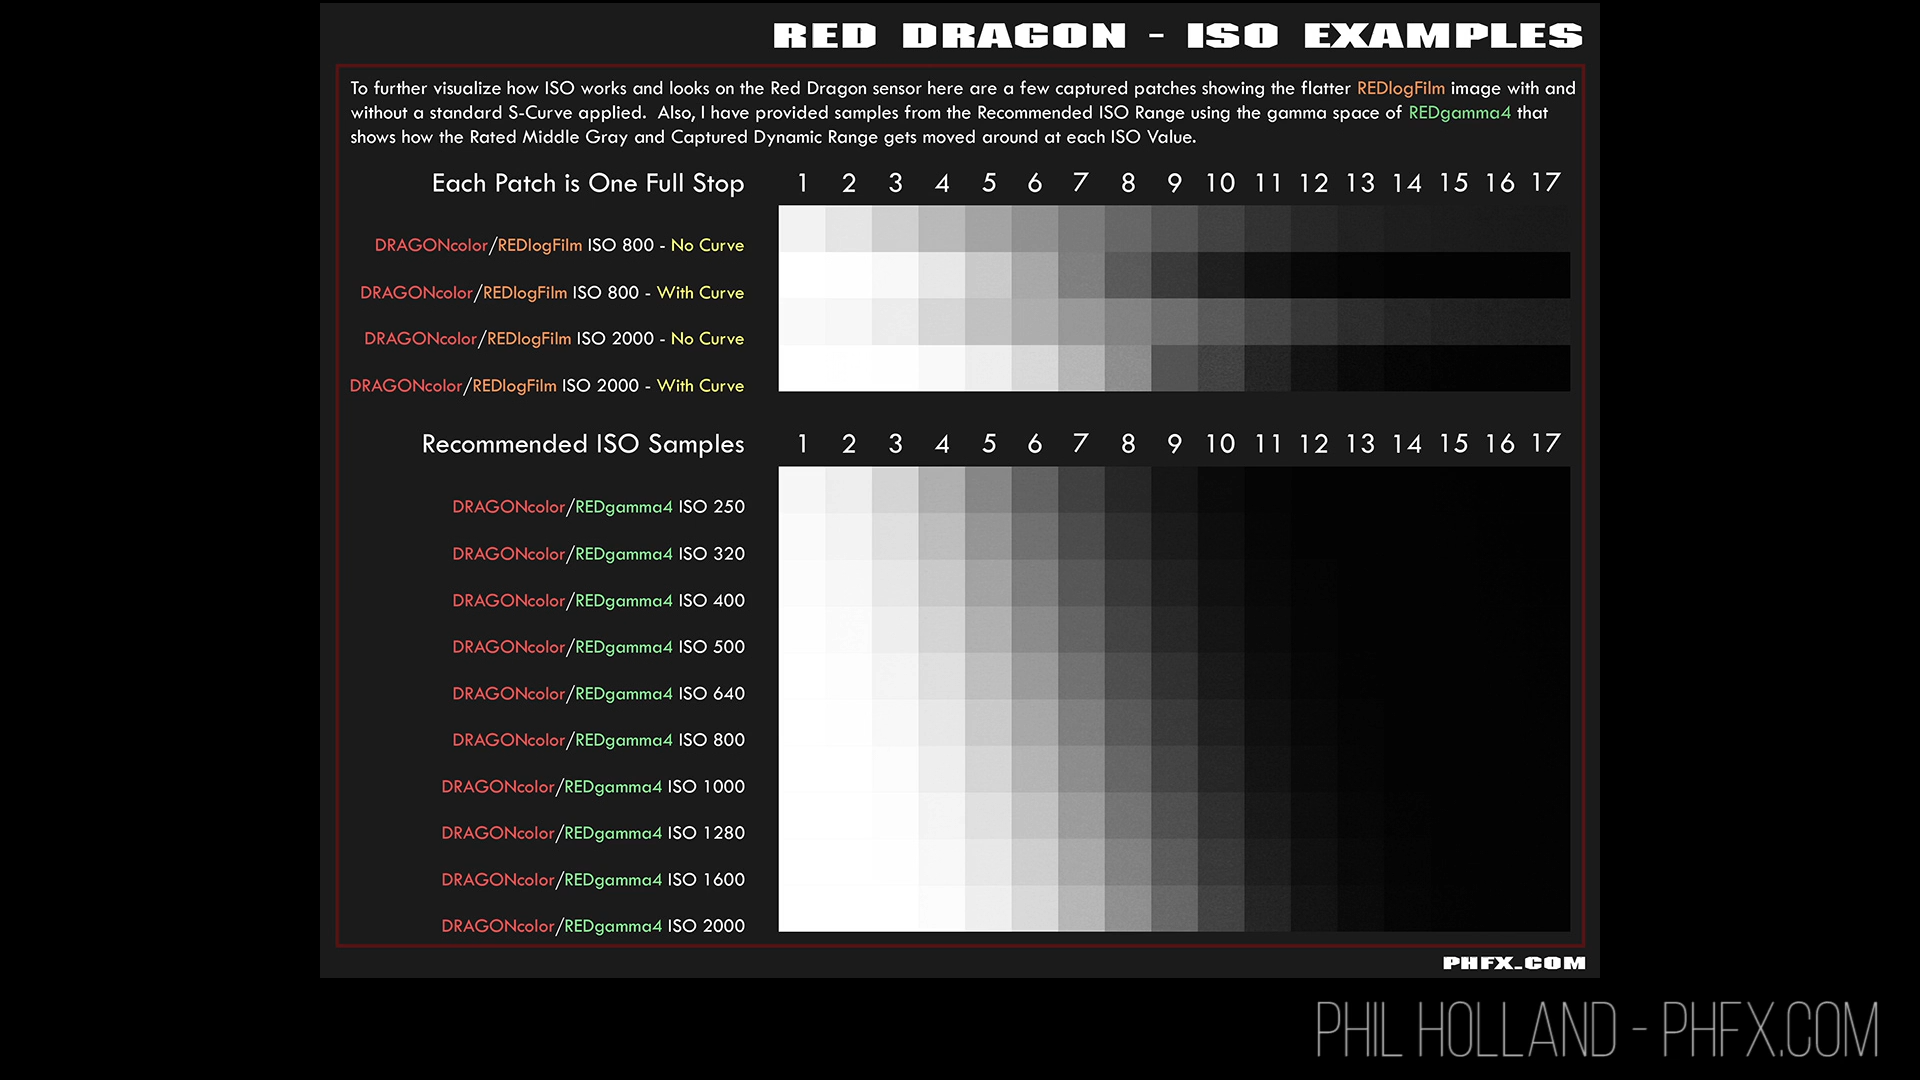 RED DRAGON - ISO EXAMPLES
To further visualize how ISO works and looks on the Red Dragon sensor here are a few captured patches showing the flatter REDlogFilm image with and
without a standard S-Curve applied. Also, I have provided samples from the Recommended ISO Range using the gamma space of REDgamma4 that
shows how the Rated Middle Gray and Captured Dynamic Range gets moved around at each ISO Value.
Each Patch is One Full Stop 1 2 3 4 5 6 7 8 9 10 11 12 13 14 15 16 17
DRAGONcolor/REDlogFilm ISO 800 - No Curve
DRAGONcolor/REDlogFilm ISO 800 - With Curve
DRAGONcolor/REDlogFilm ISO 2000 - No Curve
DRAGONcolor/REDlogFilm ISO 2000 - With Curve
Recommended ISO Samples 1 2 3 4 5 6 7 8 9 10 11 12 13 14 15 16 17
DRAGONcolor/REDgamma4 ISO 250
DRAGONcolor/REDgamma4 ISO 320
DRAGONcolor/REDgamma4 ISO 400
DRAGONcolor/REDgamma4 ISO 500
DRAGONcolor/REDgamma4 ISO 640
DRAGONcolor/REDgamma4 ISO 800
DRAGONcolor/REDgamma4 ISO 1000
DRAGONcolor/REDgamma4 ISO 1280
DRAGONcolor/REDgamma4 ISO 1600
DRAGONcolor/REDgamma4 ISO 2000
PHFX.COM
PHIL HOLLAND - PHFX.COM